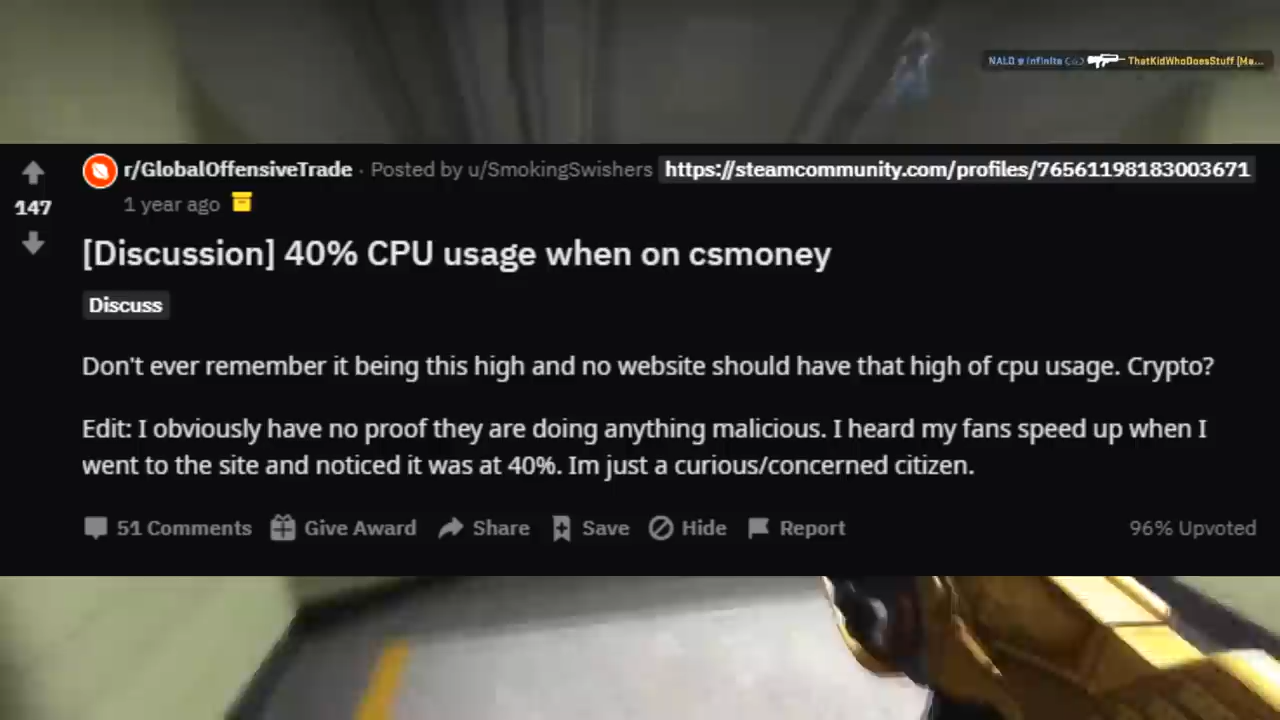 NALD
ThatKidWhoDoesStuff [Ma...
r/GlobalOffensiveTrade · Posted by u/SmokingSwishers https://steamcommunity.com/profiles/76561198183003671
1 year ago
147
[Discussion] 40% CPU usage when on csmoney
Discuss
Don't ever remember it being this high and no website should have that high of cpu usage. Crypto?
Edit: I obviously have no proof they are doing anything malicious. I heard my fans speed up when I
went to the site and noticed it was at 40%. Im just a curious/concerned citizen.
51 Comments Give Award Share Save Hide Report 96% Upvoted